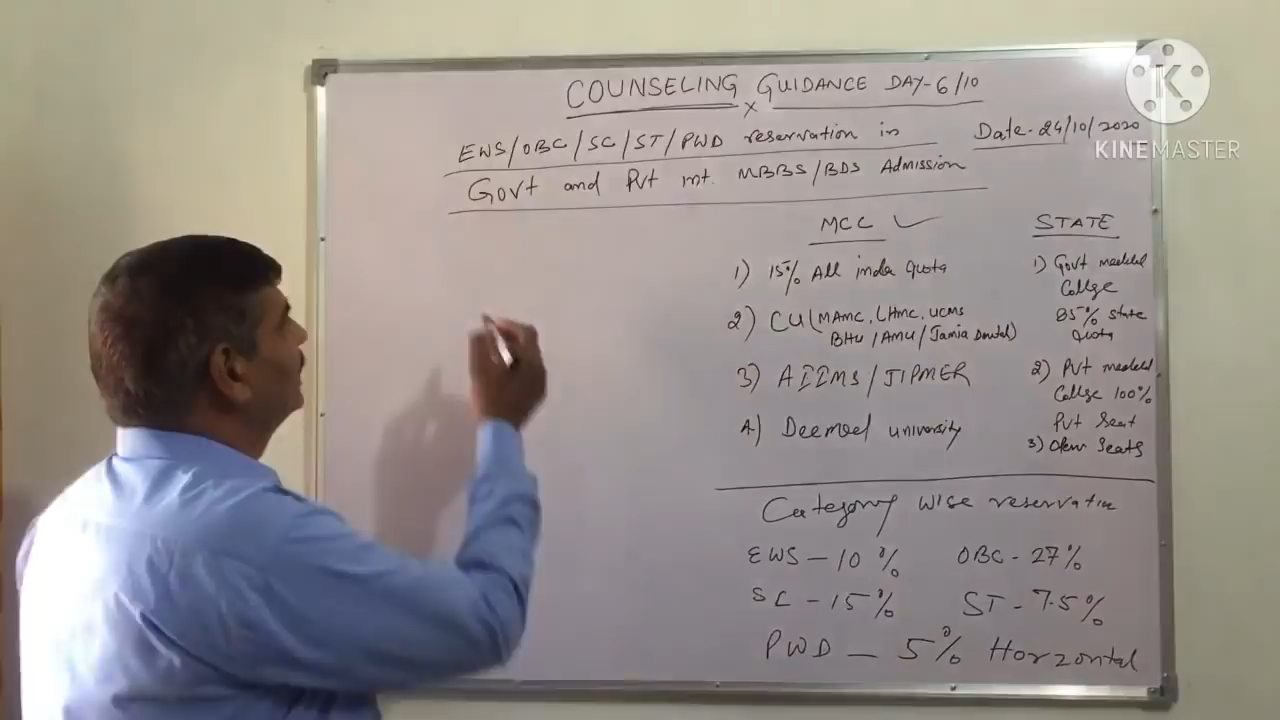 COUNSELING GUIDANCE DAY-6/10
EWS/OBC/SC/ST/PWD reservation in
Date-24/10/2020
Govt and Pvt int. MBBS/BDS Admission
K
KINEMASTER
MCC ✓
1) 15% All india Quota
2) CU (MAMC, LHMC, UCMS
BHU/AMU/Jamia Dental)
3) AIIMS/JIPMER
4) Deemed university
STATE
1) Govt medical
College
85% state
Quota
2) Pvt medical
College 100%
Pvt Seat
3) Seats
Category wise reservation
EWS - 10%
OBC - 27%
SC - 15%
ST - 7.5%
PWD - 5% Horzontal